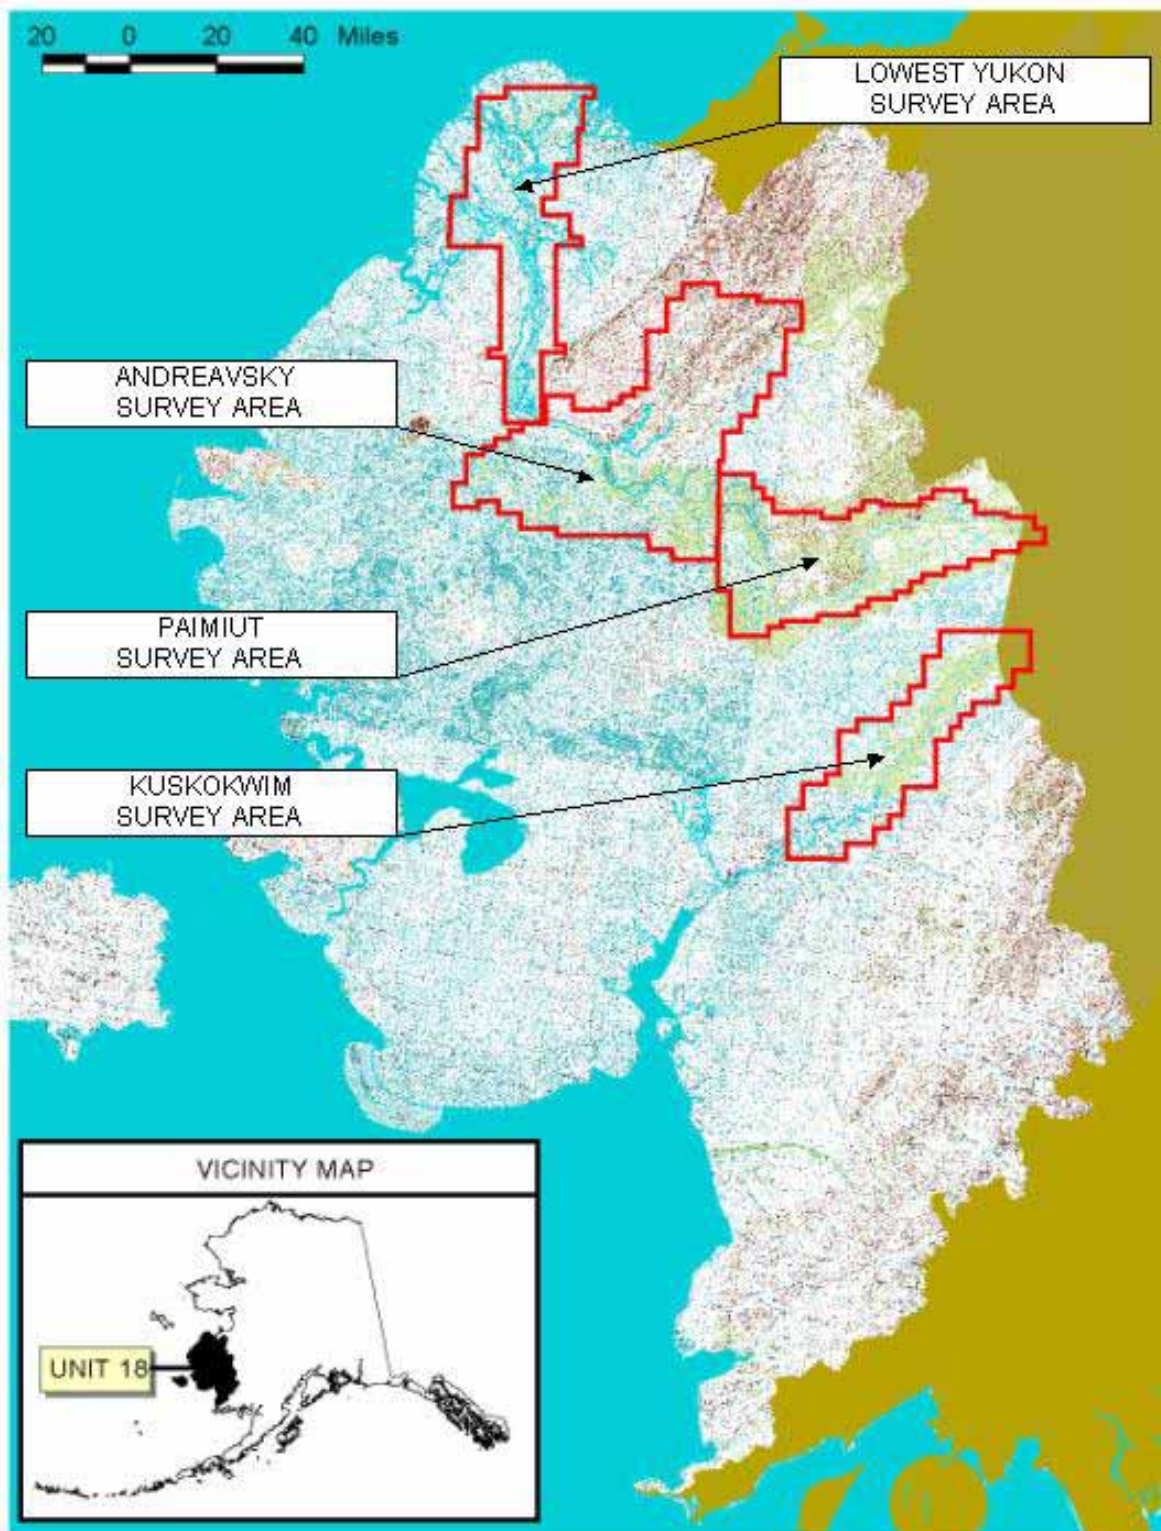 20 0 20 40 Miles
LOWEST YUKON
SURVEY AREA
ANDREAVSKY
SURVEY AREA
PAIMIUT
SURVEY AREA
KUSKOKWIM
SURVEY AREA
VICINITY MAP
UNIT 18